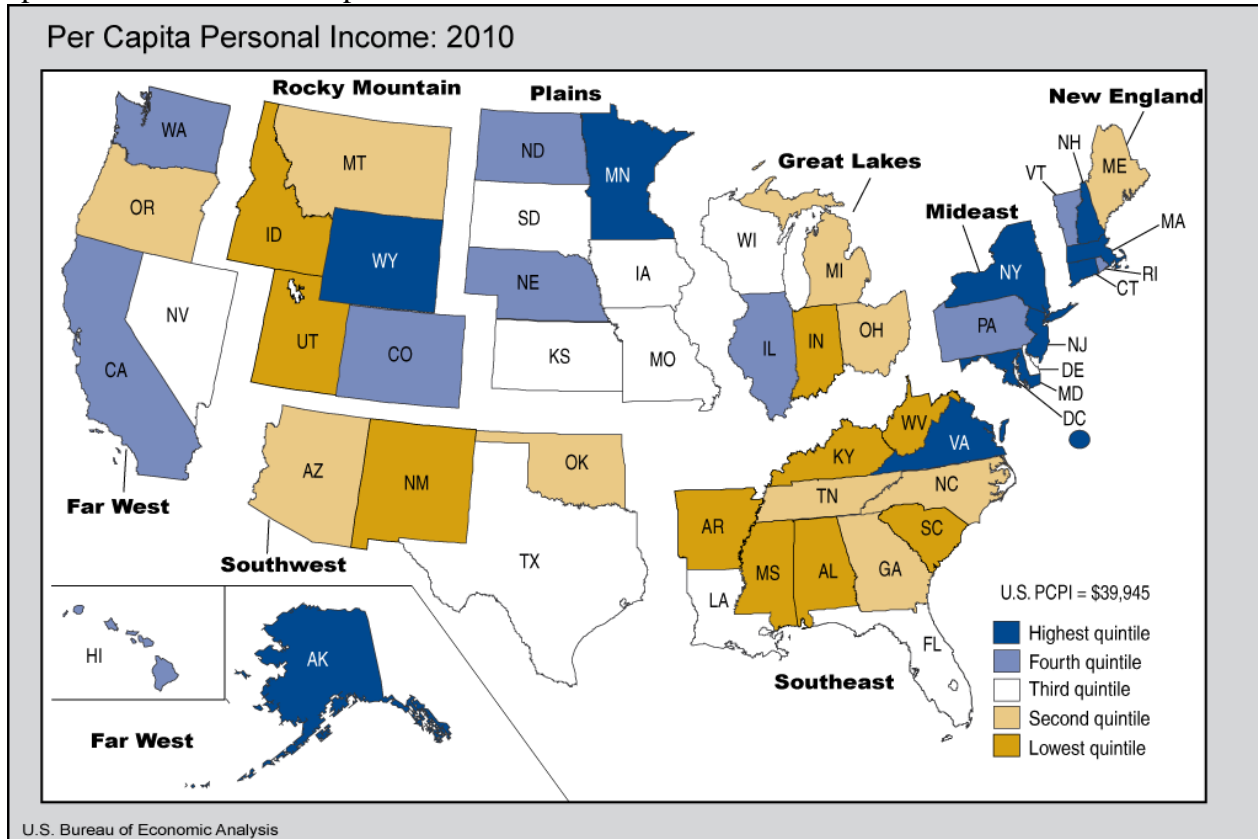 Per Capita Personal Income: 2010
Rocky Mountain
Plains
New England
Great Lakes
Mideast
WA
MT
ND
MN
NH
ME
VT
OR
ID
SD
WI
MA
WY
MI
NY
RI
CT
NV
NE
IA
PA
UT
CO
IL
IN
OH
NJ
CA
KS
MO
DE
MD
DC
WV
VA
KY
AZ
NM
OK
TN
NC
Far West
AR
SC
Southwest
TX
MS
AL
GA
LA
U.S. PCPI = $39,945
HI
AK
FL
Highest quintile
Fourth quintile
Southeast
Third quintile
Second quintile
Far West
Lowest quintile
U.S. Bureau of Economic Analysis